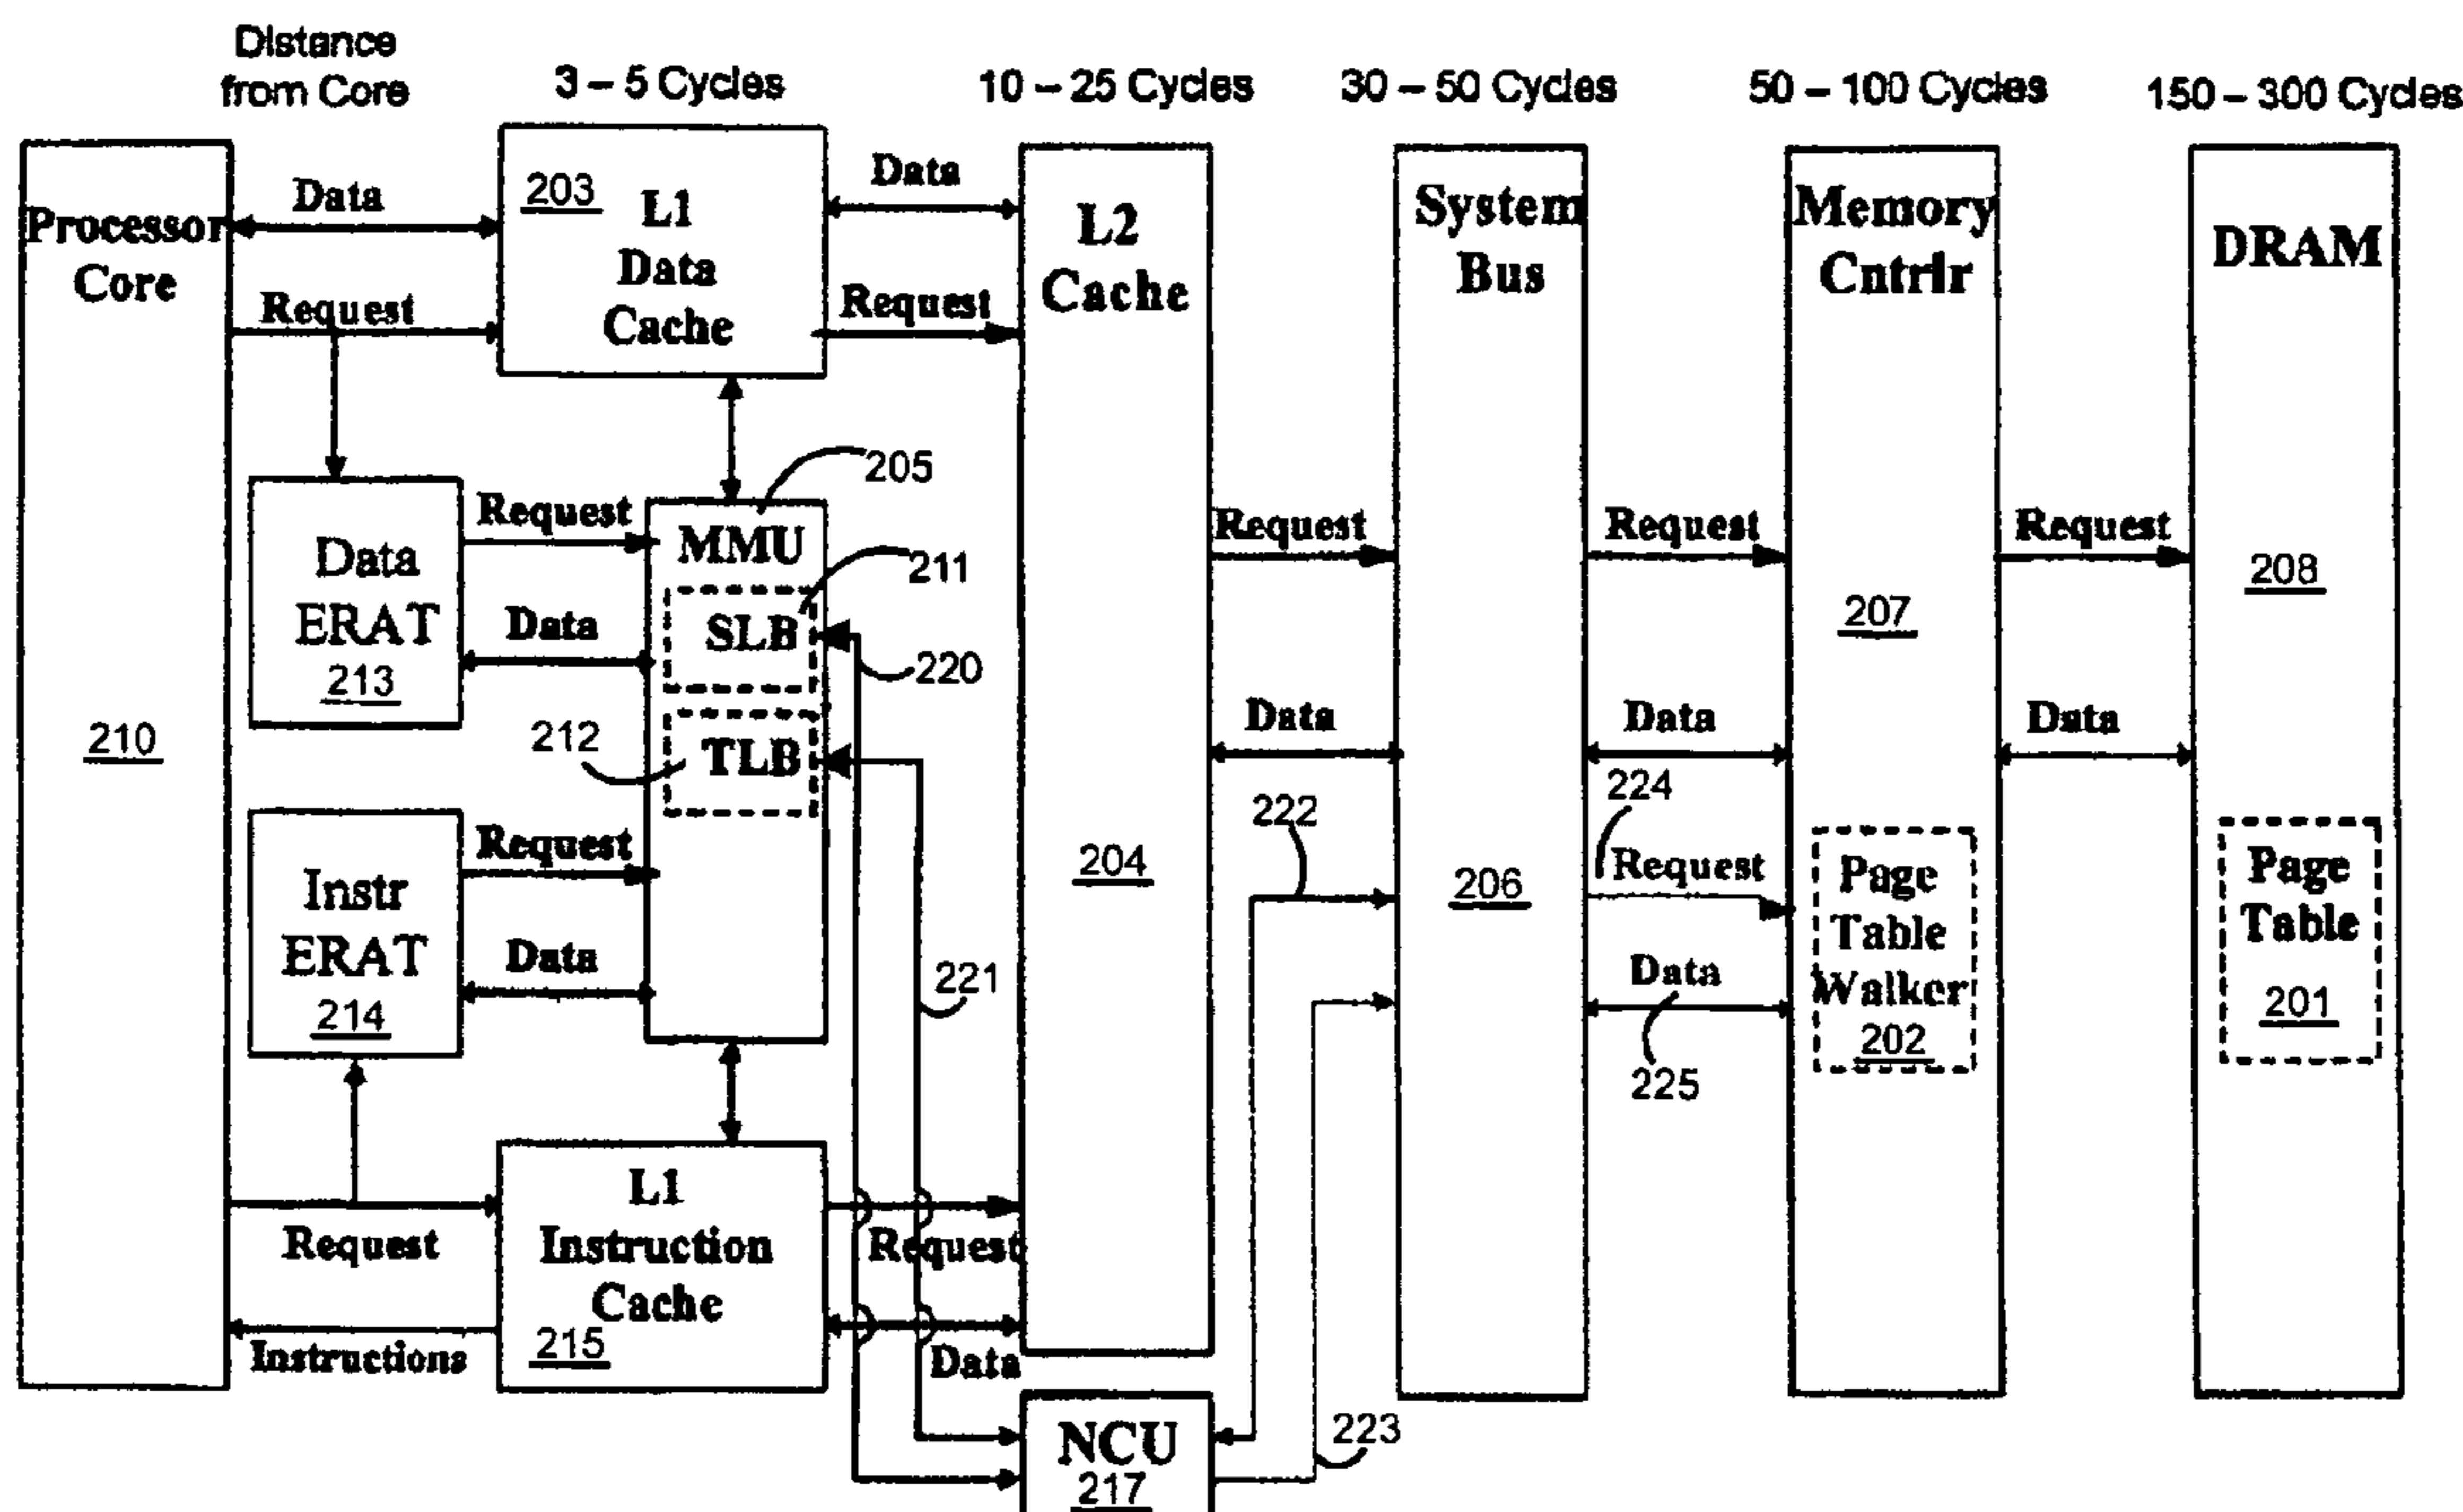 Distance
from Core
3 – 5 Cycles
10 – 25 Cycles
30 – 50 Cycles
50 – 100 Cycles
150 – 300 Cycles
Processor
Core
210
Data
Request
203
L1
Data
Cache
Data
Request
L2
Cache
204
System
Bus
206
Memory
Cntrlr
207
DRAM
208
Data
ERAT
213
Request
Data
MMU
205
SLB
211
TLB
212
220
221
Instr
ERAT
214
Request
Data
Request
Instructions
L1
Instruction
Cache
215
Request
Data
NCU
217
222
223
Request
Data
Request
Data
224
Request
Data
225
Page
Table
Walker
202
Request
Data
Page
Table
201